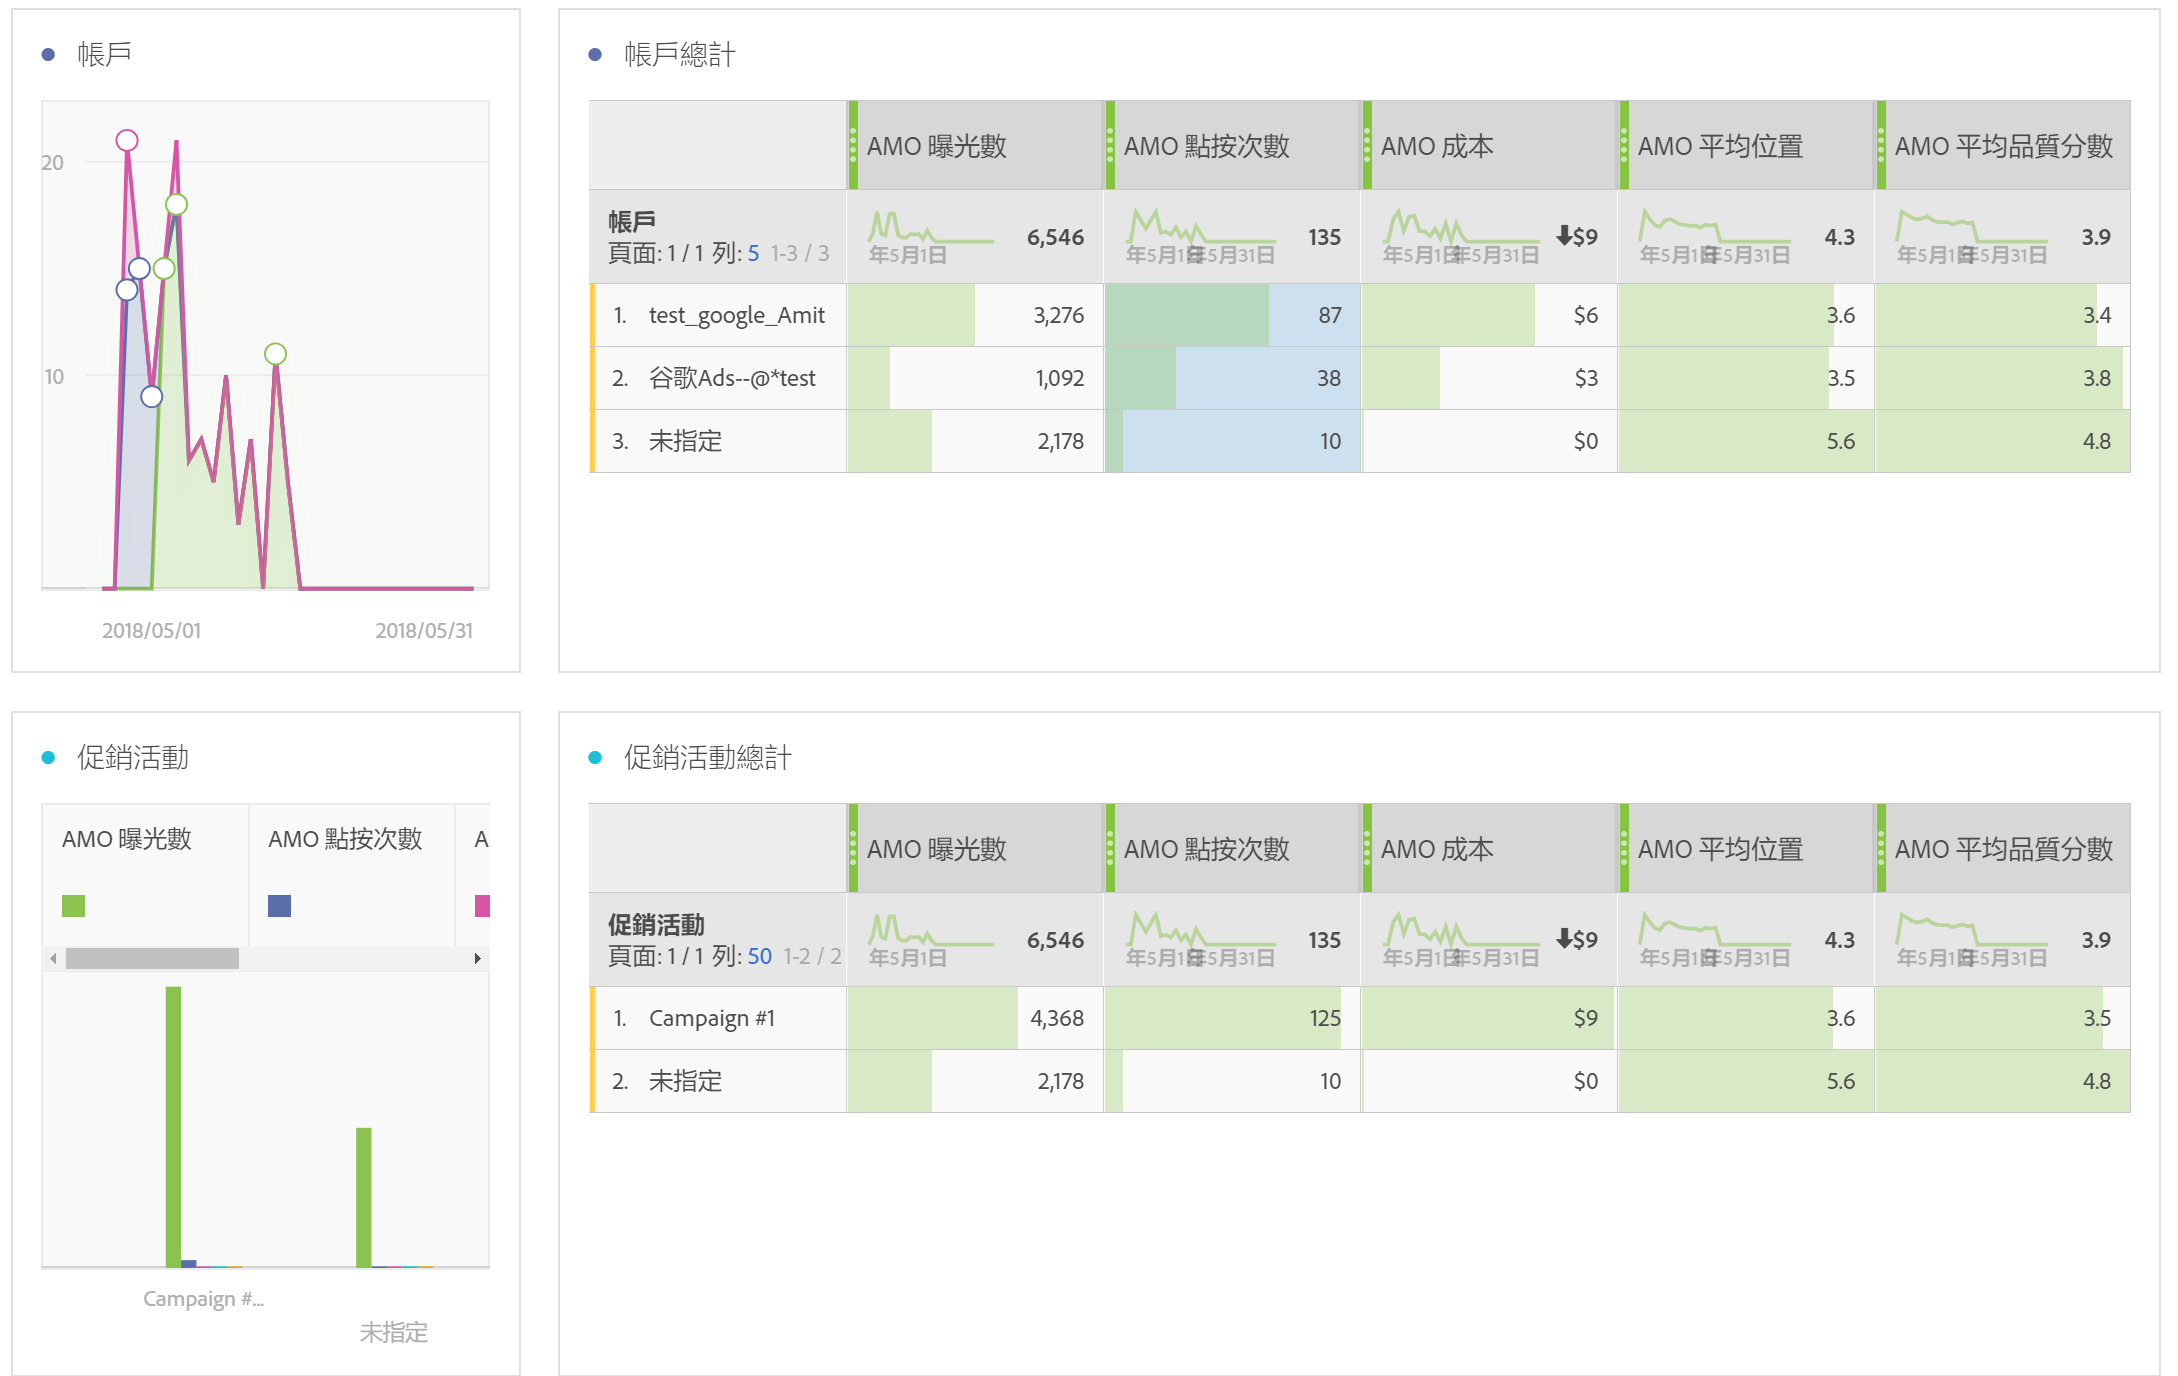 帳戶
20
10
2018/05/01 2018/05/31
帳戶總計
AMO 曝光數 AMO 點按次數 AMO 成本 AMO 平均位置 AMO 平均品質分數
帳戶
頁面: 1 / 1 列: 5 1-3 / 3
6,546 135 $9 4.3 3.9
年5月1日 年5月1日 年5月31日 年5月1日 年5月31日 年5月1日 年5月31日 年5月1日 年5月31日
1. test_google_Amit 3,276 87 $6 3.6 3.4
2. 谷歌Ads--@*test 1,092 38 $3 3.5 3.8
3. 未指定 2,178 10 $0 5.6 4.8
促銷活動
AMO 曝光數 AMO 點按次數 A
Campaign #...
未指定
促銷活動總計
AMO 曝光數 AMO 點按次數 AMO 成本 AMO 平均位置 AMO 平均品質分數
促銷活動
頁面: 1 / 1 列: 50 1-2 / 2
6,546 135 $9 4.3 3.9
年5月1日 年5月1日 年5月31日 年5月1日 年5月31日 年5月1日 年5月31日 年5月1日 年5月31日
1. Campaign #1 4,368 125 $9 3.6 3.5
2. 未指定 2,178 10 $0 5.6 4.8